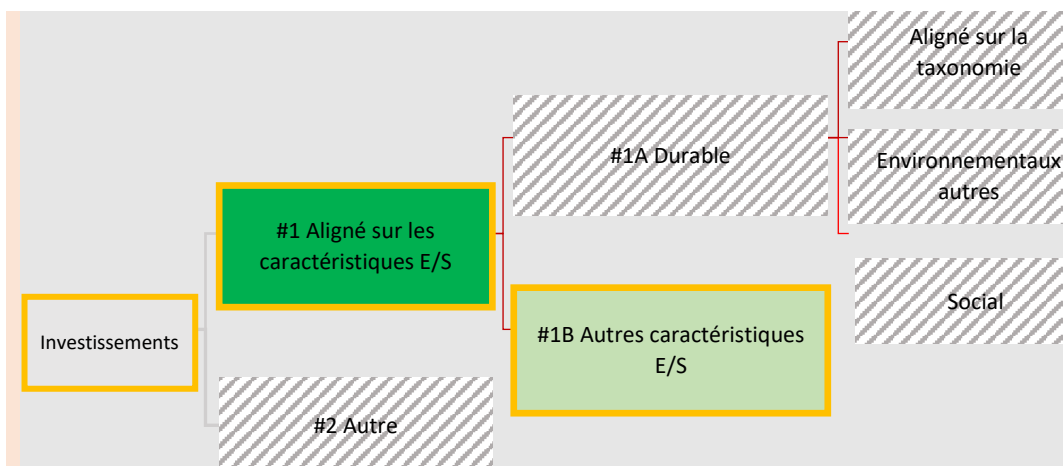 Aligné sur la
taxonomie
#1A Durable
Environnementaux
autres
#1 Aligné sur les
caractéristiques E/S
Social
Investissements
#1B Autres caractéristiques
E/S
#2 Autre